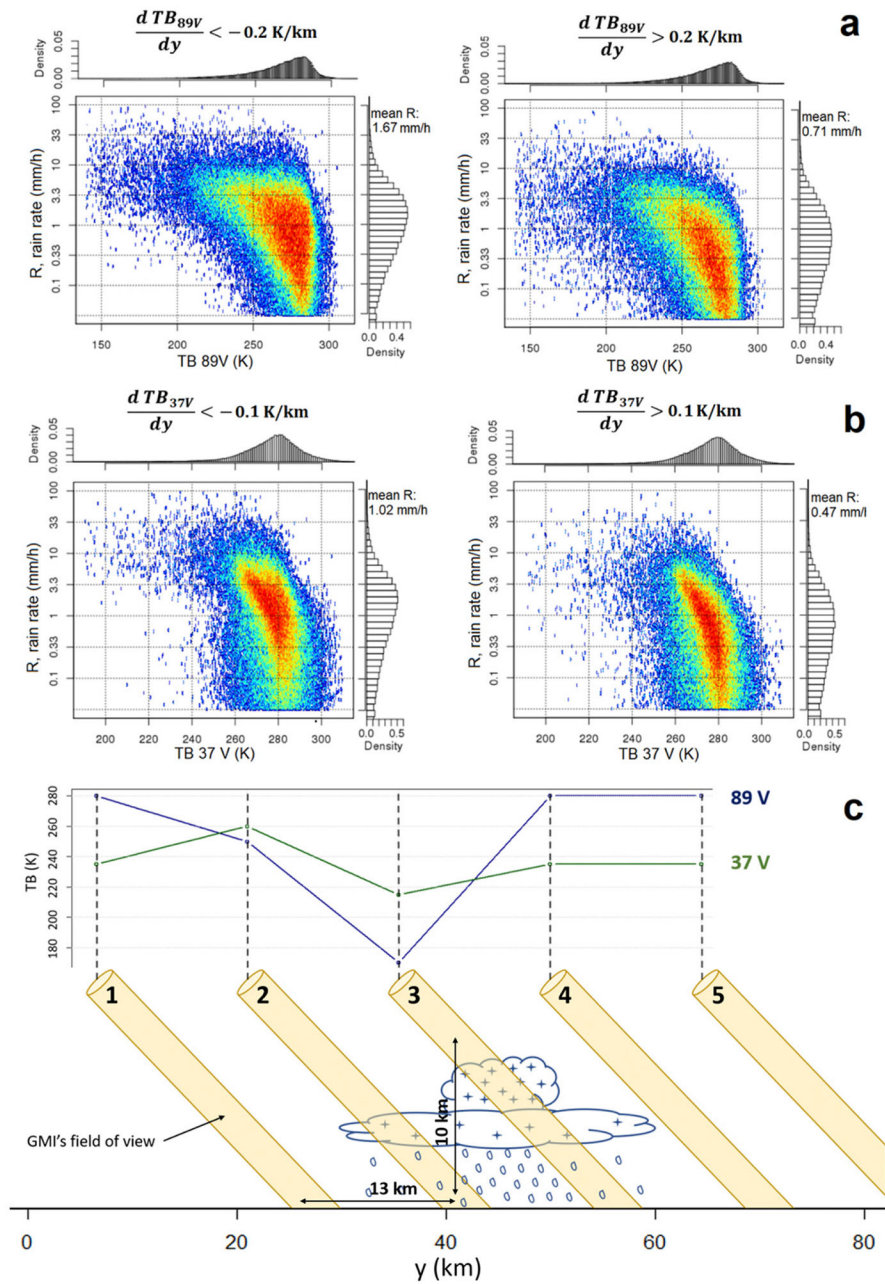 d TB89V
dy
< −0.2 K/km
d TB89V
dy
> 0.2 K/km
a
Density
0.00 0.05
Density
0.00 0.05
R, rain rate (mm/h)
100
33
10
3.3
1
0.33
0.1
mean R:
1.67 mm/h
R, rain rate (mm/h)
100
33
10
3.3
1
0.33
0.1
mean R:
0.71 mm/h
150 200 250 300
TB 89V (K)
0.0 0.4
Density
150 200 250 300
TB 89V (K)
0.0 0.4
Density
d TB37V
dy
< −0.1 K/km
d TB37V
dy
> 0.1 K/km
b
Density
0.00 0.05
Density
0.00 0.05
R, rain rate (mm/h)
100
33
10
3.3
1
0.33
0.1
mean R:
1.02 mm/h
R, rain rate (mm/h)
100
33
10
3.3
1
0.33
0.1
mean R:
0.47 mm/l
200 220 240 260 280 300
TB 37 V (K)
0.0 0.5
Density
200 220 240 260 280 300
TB 37 V (K)
0.0 0.5
Density
c
TB (K)
280
260
240
220
200
180
89 V
37 V
1 2 3 4 5
GMI's field of view
10 km
13 km
0 20 40 60 80
y (km)